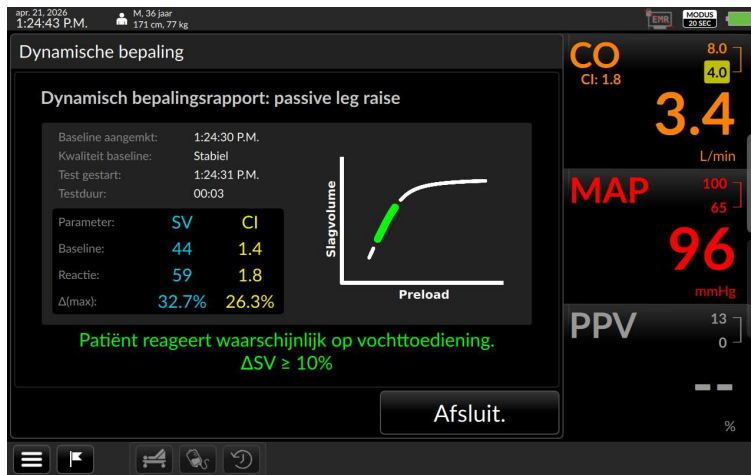 apr. 21, 2026
1:24:43 P.M.
M, 36 jaar
171 cm, 77 kg
EMR
MODUS
20 SEC
Dynamische bepaling
Dynamisch bepalingsrapport: passive leg raise
Baseline aangemkt: 1:24:30 P.M.
Kwaliteit baseline: Stabiel
Test gestart: 1:24:31 P.M.
Testduur: 00:03
Parameter: SV CI
Baseline: 44 1.4
Reactie: 59 1.8
Δ(max): 32.7% 26.3%
Slagvolume
Preload
Patiënt reageert waarschijnlijk op vochttoediening.
ΔSV ≥ 10%
Afsluit.
CO
CI: 1.8
8.0
4.0
3.4
L/min
MAP
100
65
96
mmHg
PPV
13
0
--
%